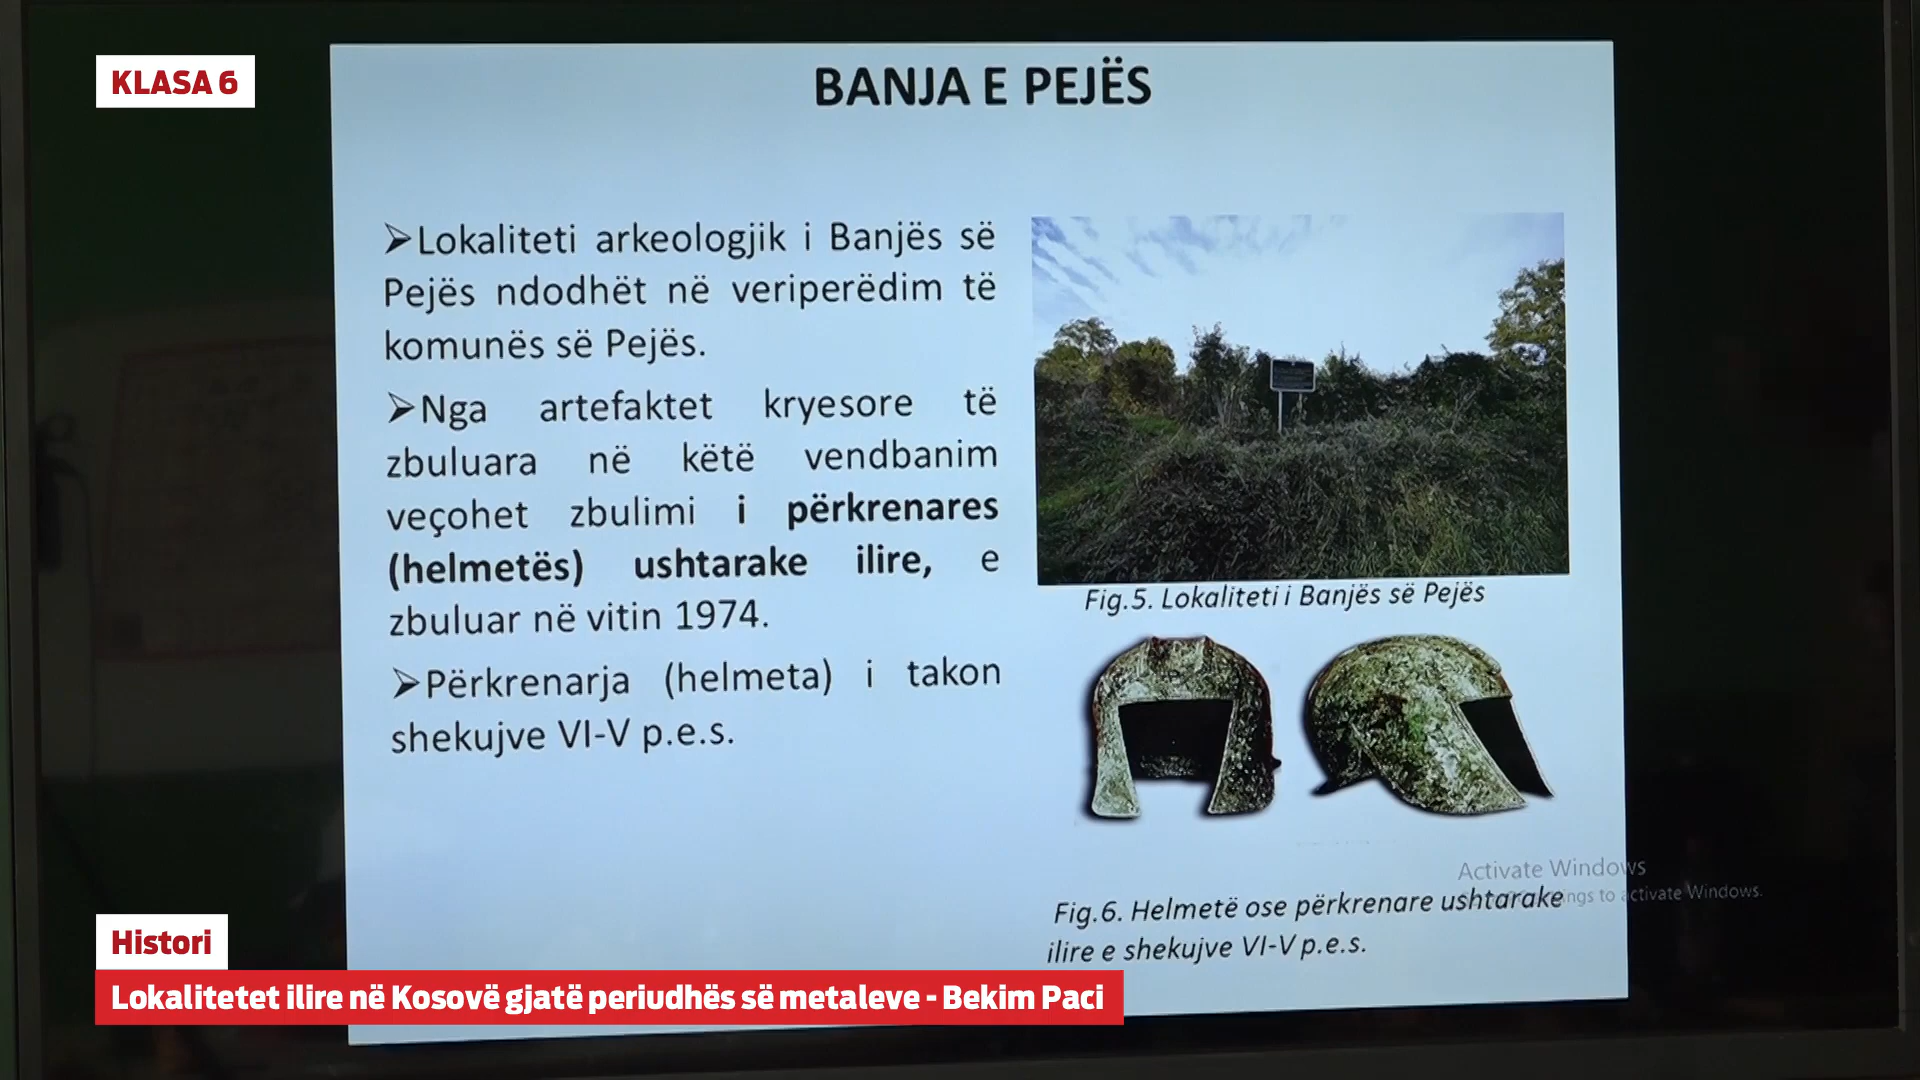 KLASA 6
BANJA E PEJËS
➢Lokaliteti arkeologjik i Banjës së
Pejës ndodhët në veriperëdim të
komunës së Pejës.
➢Nga artefaktet kryesore të
zbuluara në këtë vendbanim
veçohet zbulimi i përkrenares
(helmetës) ushtarake ilire, e
zbuluar në vitin 1974.
➢Përkrenarja (helmeta) i takon
shekujve VI-V p.e.s.
Fig.5. Lokaliteti i Banjës së Pejës
Activate Windows
to activate Windows.
Fig.6. Helmetë ose përkrenare ushtarake
ilire e shekujve VI-V p.e.s.
Histori
Lokalitetet ilire në Kosovë gjatë periudhës së metaleve - Bekim Paci